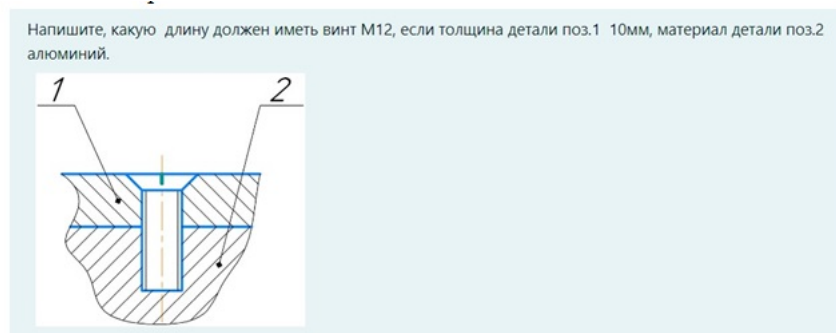 Напишите, какую длину должен иметь винт М12, если толщина детали поз.1 10мм, материал детали поз.2
алюминий.
1 2